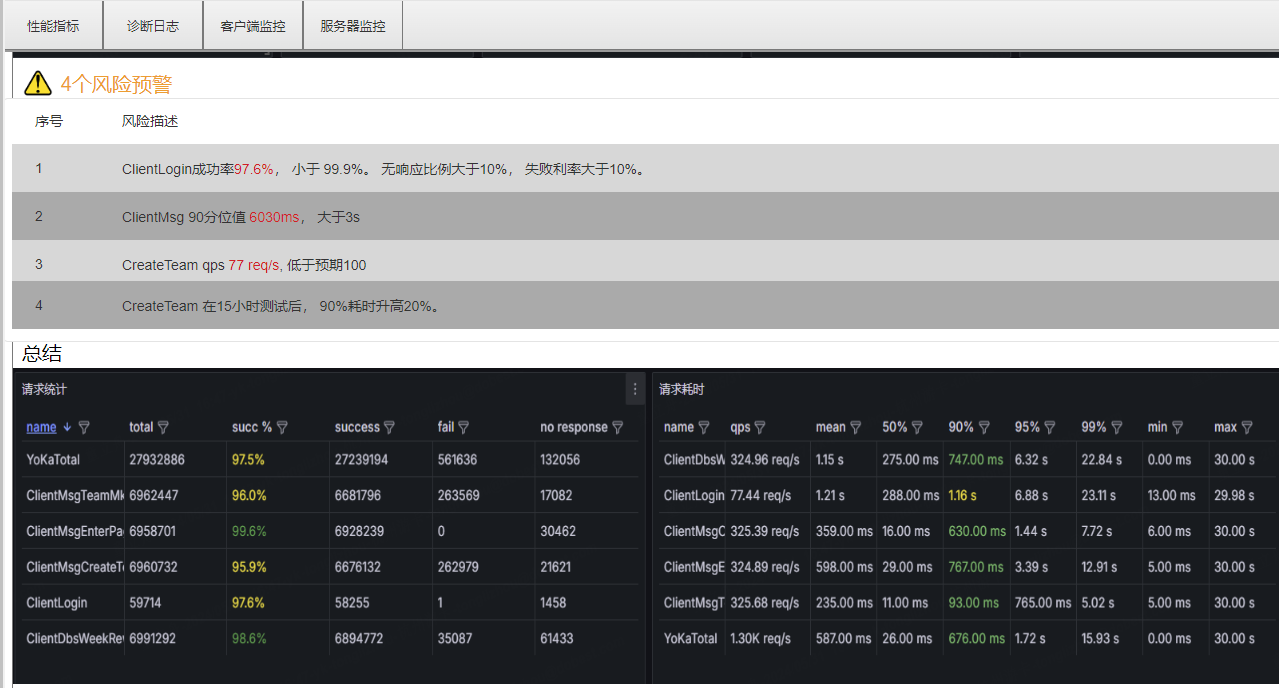 性能指标 诊断日志 客户端监控 服务器监控
4个风险预警
序号 风险描述
1 ClientLogin成功率97.6%， 小于 99.9%。 无响应比例大于10%， 失败利率大于10%。
2 ClientMsg 90分位值 6030ms， 大于3s
3 CreateTeam qps 77 req/s, 低于预期100
4 CreateTeam 在15小时测试后， 90%耗时升高20%。
总结
请求统计
name total succ % success fail no response
YoKaTotal 27932886 97.5% 27239194 561636 132056
ClientMsgTeamMk 6962447 96.0% 6681796 263569 17082
ClientMsgEnterPa 6958701 99.6% 6928239 0 30462
ClientMsgCreateT 6960732 95.9% 6676132 262979 21621
ClientLogin 59714 97.6% 58255 1 1458
ClientDbsWeekRe 6991292 98.6% 6894772 35087 61433
请求耗时
name qps mean 50% 90% 95% 99% min max
ClientDbsW 324.96 req/s 1.15 s 275.00 ms 747.00 ms 6.32 s 22.84 s 0.00 ms 30.00 s
ClientLogin 77.44 req/s 1.21 s 288.00 ms 1.16 s 6.88 s 23.11 s 13.00 ms 29.98 s
ClientMsgC 325.39 req/s 359.00 ms 16.00 ms 630.00 ms 1.44 s 7.72 s 6.00 ms 30.00 s
ClientMsgE 324.89 req/s 598.00 ms 29.00 ms 767.00 ms 3.39 s 12.91 s 5.00 ms 30.00 s
ClientMsgT 325.68 req/s 235.00 ms 11.00 ms 93.00 ms 765.00 ms 5.02 s 5.00 ms 30.00 s
YoKaTotal 1.30K req/s 587.00 ms 26.00 ms 676.00 ms 1.72 s 15.93 s 0.00 ms 30.00 s